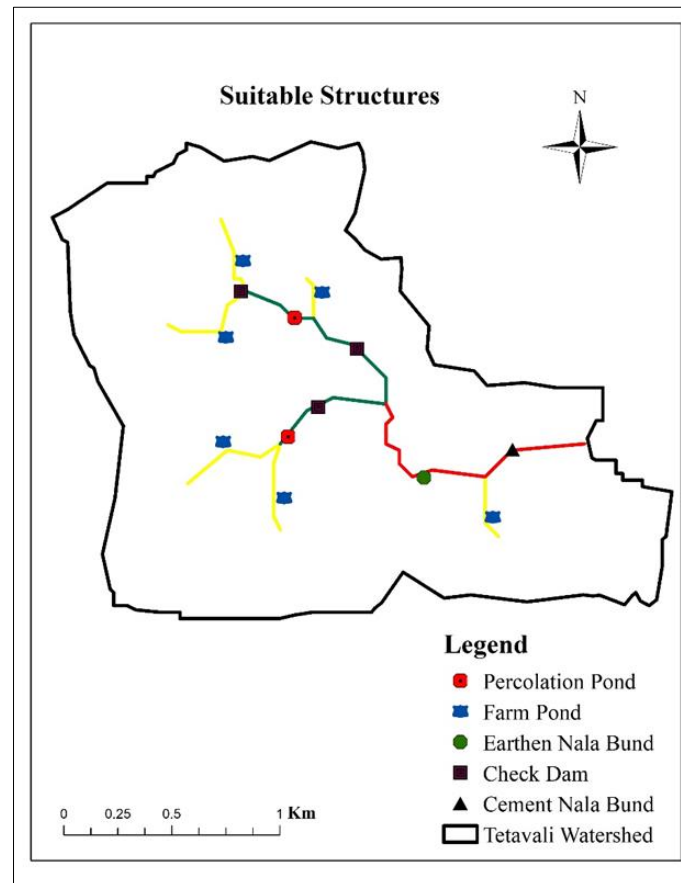 Suitable Structures
N
Legend
Percolation Pond
Farm Pond
Earthen Nala Bund
Check Dam
Cement Nala Bund
Tetavali Watershed
0 0.25 0.5 1 Km